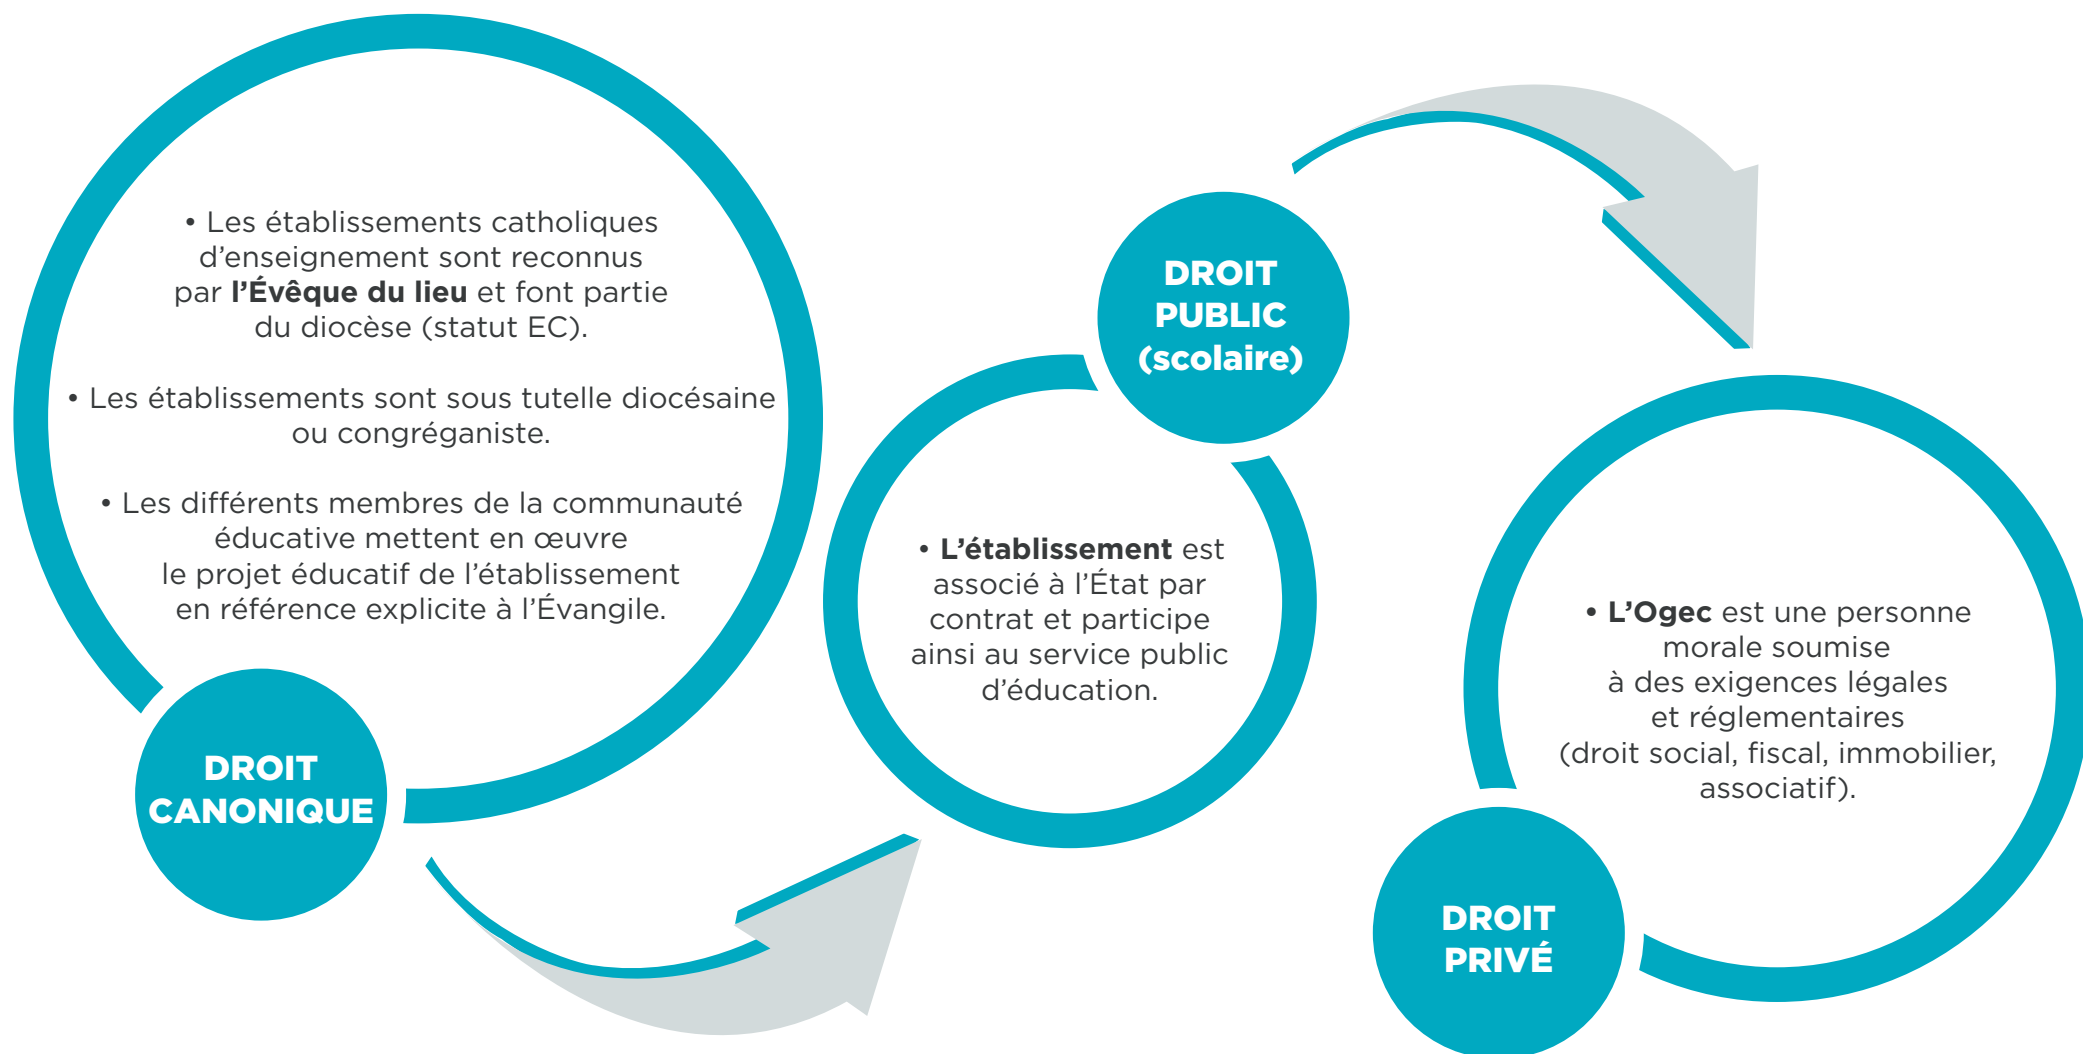 • Les établissements catholiques
d’enseignement sont reconnus
par l’Évêque du lieu et font partie
du diocèse (statut EC).
• Les établissements sont sous tutelle diocésaine
ou congréganiste.
• Les différents membres de la communauté
éducative mettent en œuvre
le projet éducatif de l’établissement
en référence explicite à l’Évangile.
DROIT
CANONIQUE
DROIT
PUBLIC
(scolaire)
• L’établissement est
associé à l’État par
contrat et participe
ainsi au service public
d’éducation.
• L’Ogec est une personne
morale soumise
à des exigences légales
et réglementaires
(droit social, fiscal, immobilier,
associatif).
DROIT
PRIVÉ